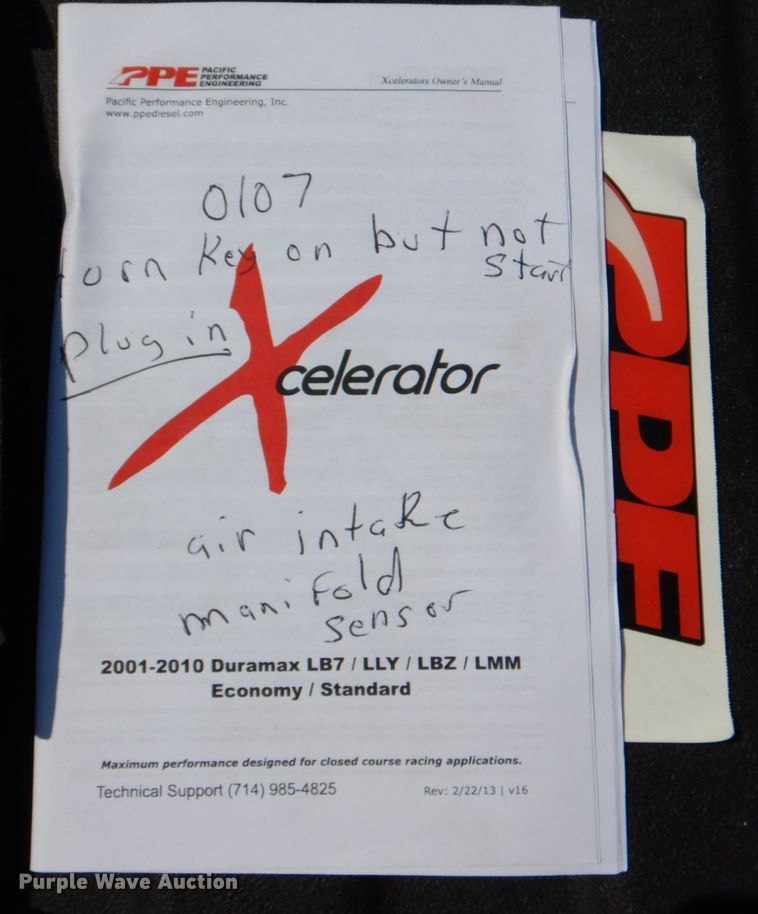 PPE PACIFIC
PERFORMANCE
ENGINEERING
Xcelerators Owner's Manual
Pacific Performance Engineering, Inc.
www.ppediesel.com
0107
turn Key on but not
start
plug in
Xcelerator
air intake
manifold
sensor
2001-2010 Duramax LB7 / LLY / LBZ / LMM
Economy / Standard
Maximum performance designed for closed course racing applications.
Technical Support (714) 985-4825
Rev: 2/22/13 | v16
PPE
Purple Wave Auction